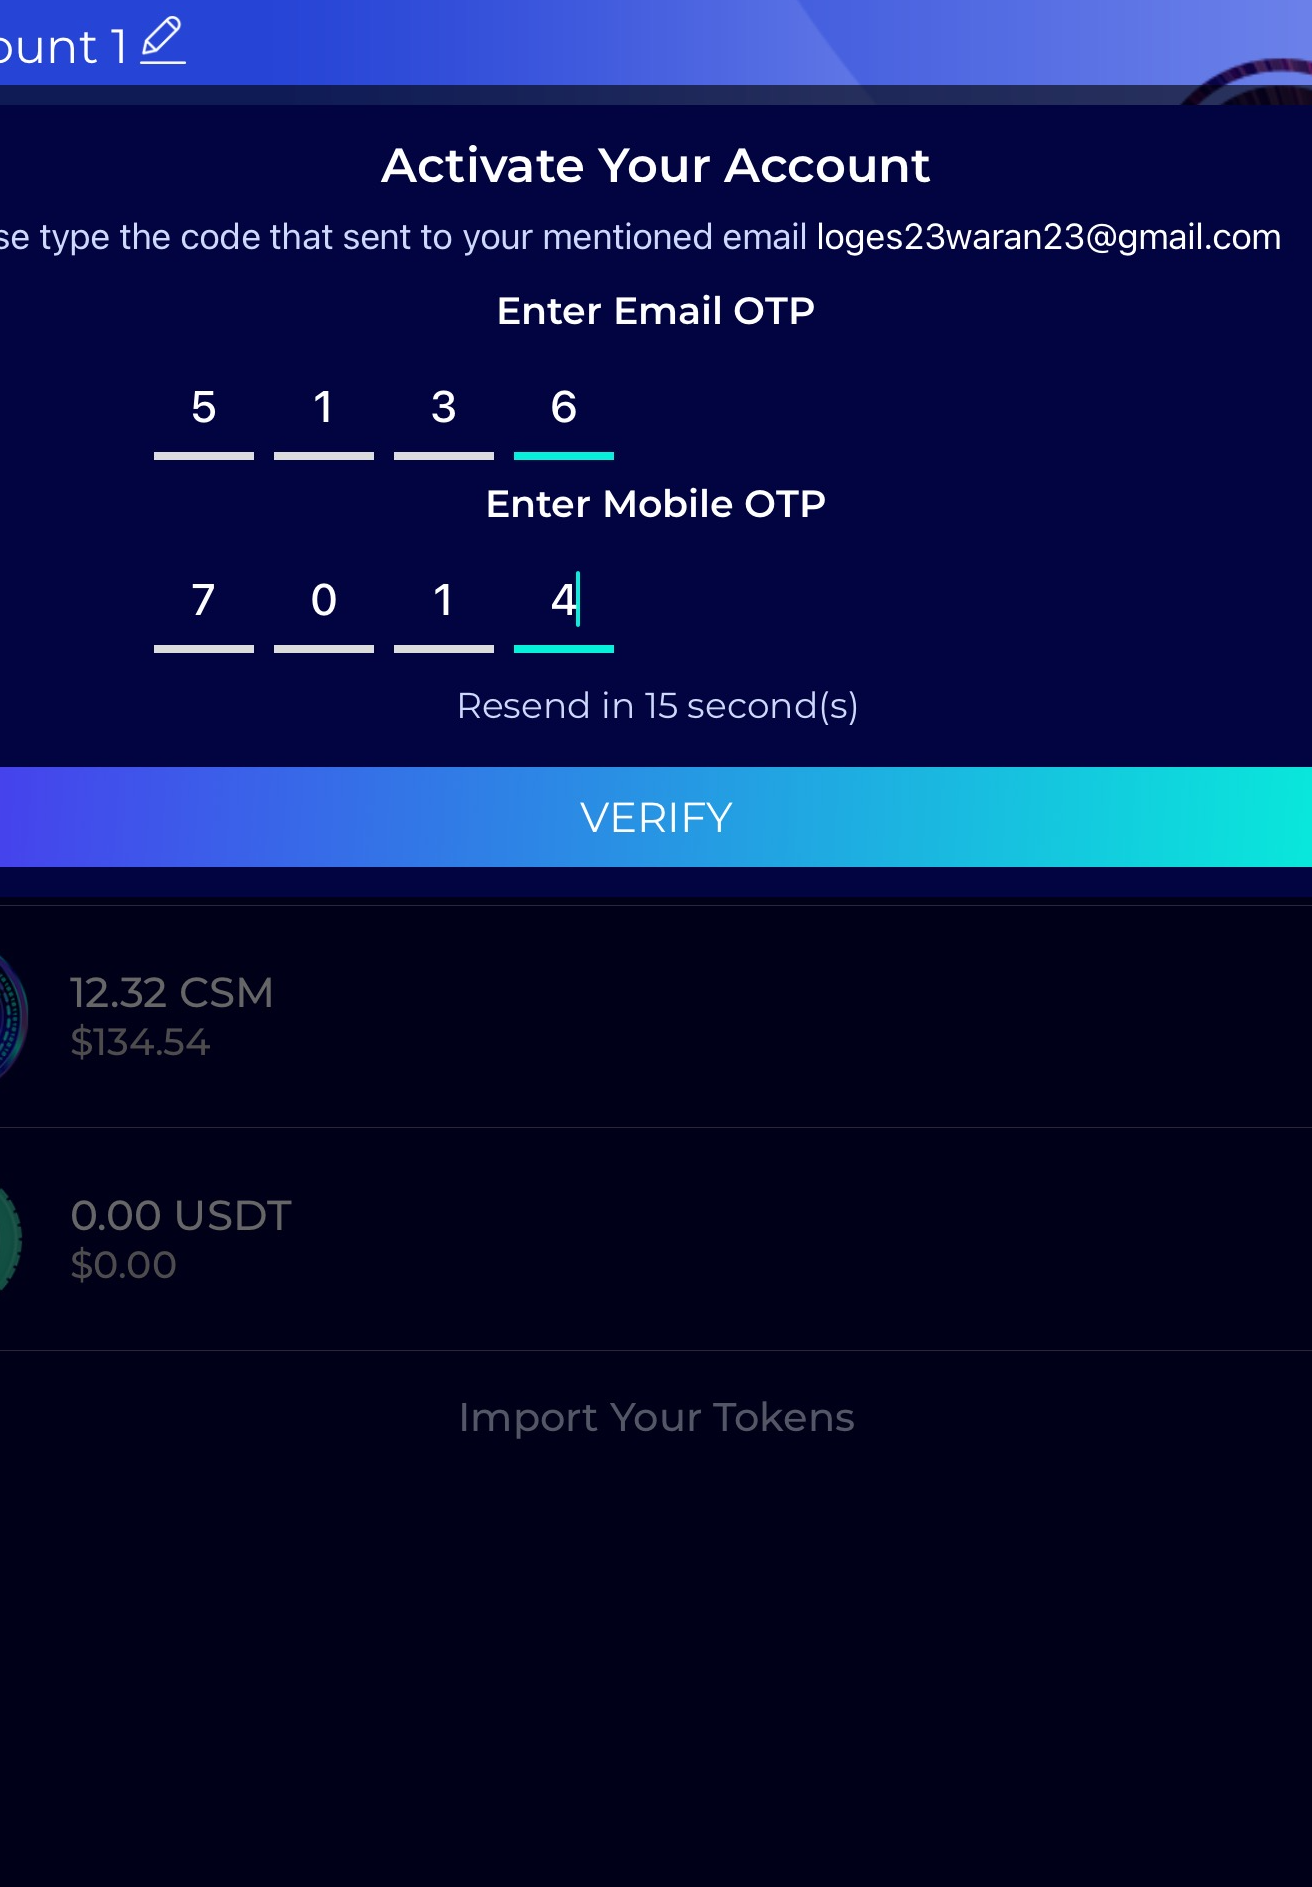 ount 1
Activate Your Account
se type the code that sent to your mentioned email loges23waran23@gmail.com
Enter Email OTP
5 1 3 6
Enter Mobile OTP
7 0 1 4
Resend in 15 second(s)
VERIFY
12.32 CSM
$134.54
0.00 USDT
$0.00
Import Your Tokens